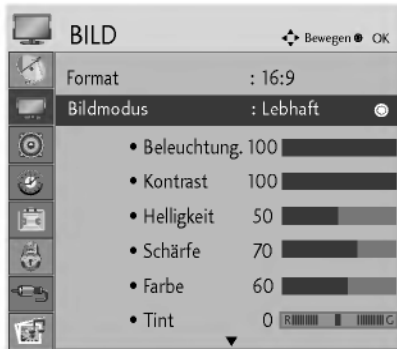 BILD Bewegen OK
Format : 16:9
Bildmodus : Lebhaft
• Beleuchtung. 100
• Kontrast 100
• Helligkeit 50
• Schärfe 70
• Farbe 60
• Tint 0 R G